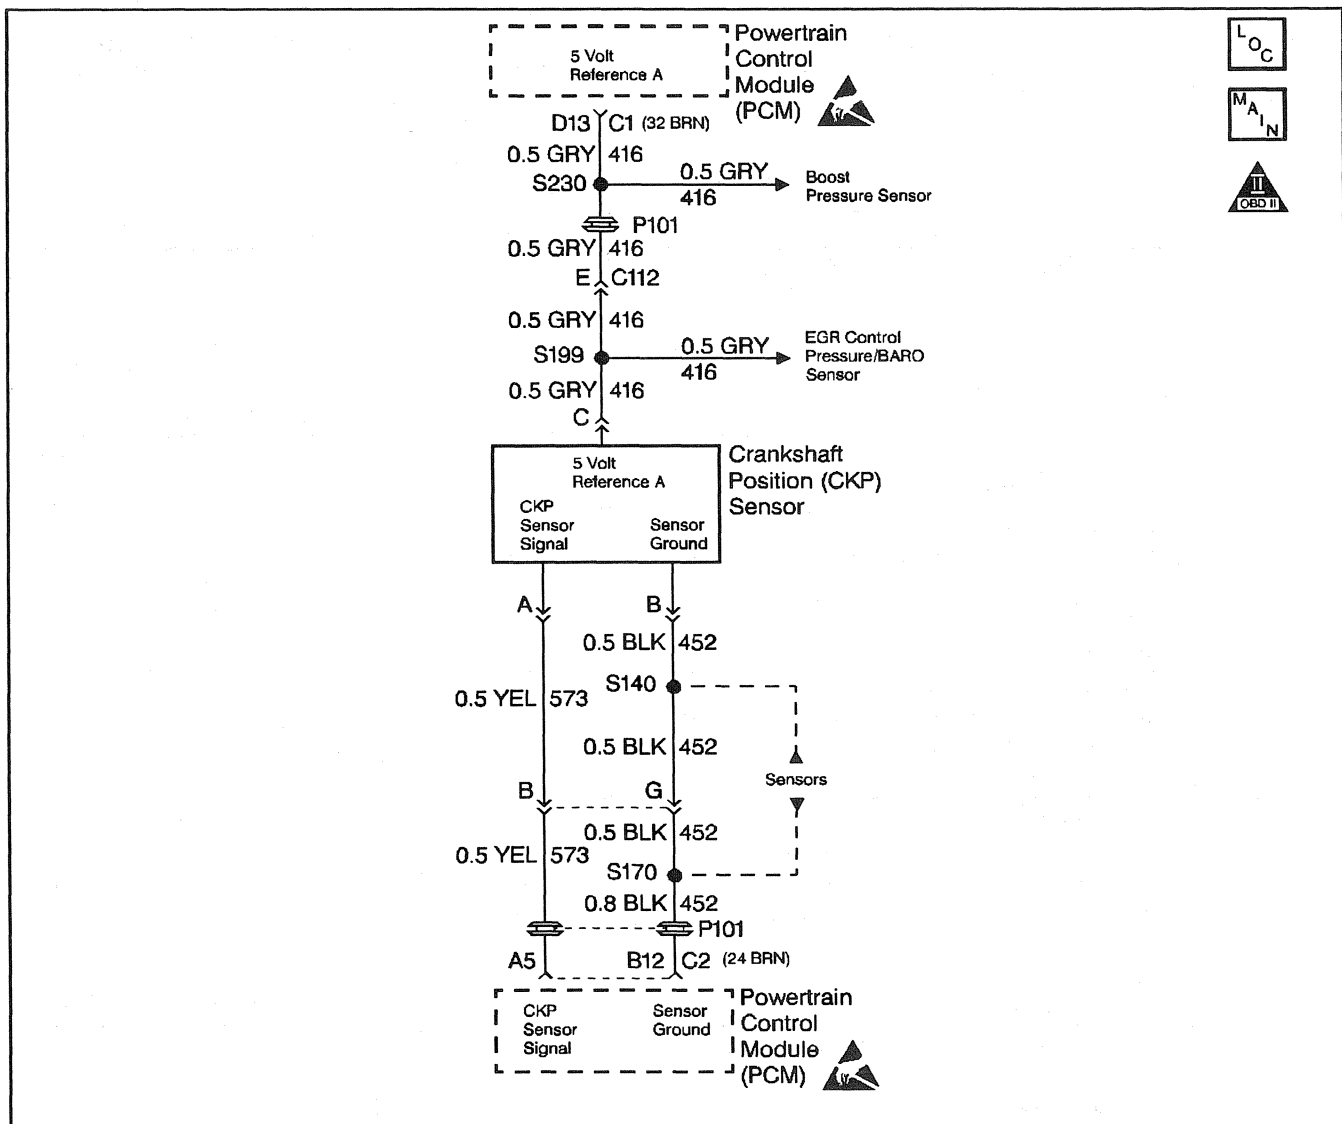 Powertrain
Control
Module
(PCM)
5 Volt
Reference A
LOC
MAIN
II
OBD II
D13 C1 (32 BRN)
0.5 GRY 416
S230
0.5 GRY
416
Boost
Pressure Sensor
P101
0.5 GRY 416
E C112
0.5 GRY 416
S199
0.5 GRY
416
EGR Control
Pressure/BARO
Sensor
0.5 GRY 416
C
5 Volt
Reference A
CKP
Sensor
Signal
Sensor
Ground
Crankshaft
Position (CKP)
Sensor
A B
0.5 BLK 452
S140
0.5 YEL 573
0.5 BLK 452
Sensors
B G
0.5 BLK 452
0.5 YEL 573
S170
0.8 BLK 452
P101
A5 B12 C2 (24 BRN)
CKP
Sensor
Signal
Sensor
Ground
Powertrain
Control
Module
(PCM)